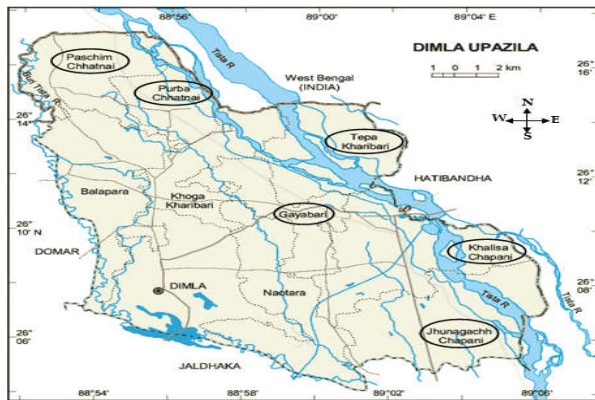 88°56'
89°00'
89°04' E
DIMLA UPAZILA
1 0 1 2 km
N
W E
S
26°
16'
26°
14'
26°
12'
26°
10' N
26°
08'
26°
06'
Paschim
Chhatnai
Purba
Chhatnai
Buri Tista R
Tista R
West Bengal
(INDIA)
Tepa
Kharibari
HATIBANDHA
Balapara
Khoga
Kharibari
Gayabari
DOMAR
Khalisa
Chapani
DIMLA
Naotara
Tista R
Tista R
Jhunagachh
Chapani
JALDHAKA
88°54'
88°58'
89°02'
89°06'